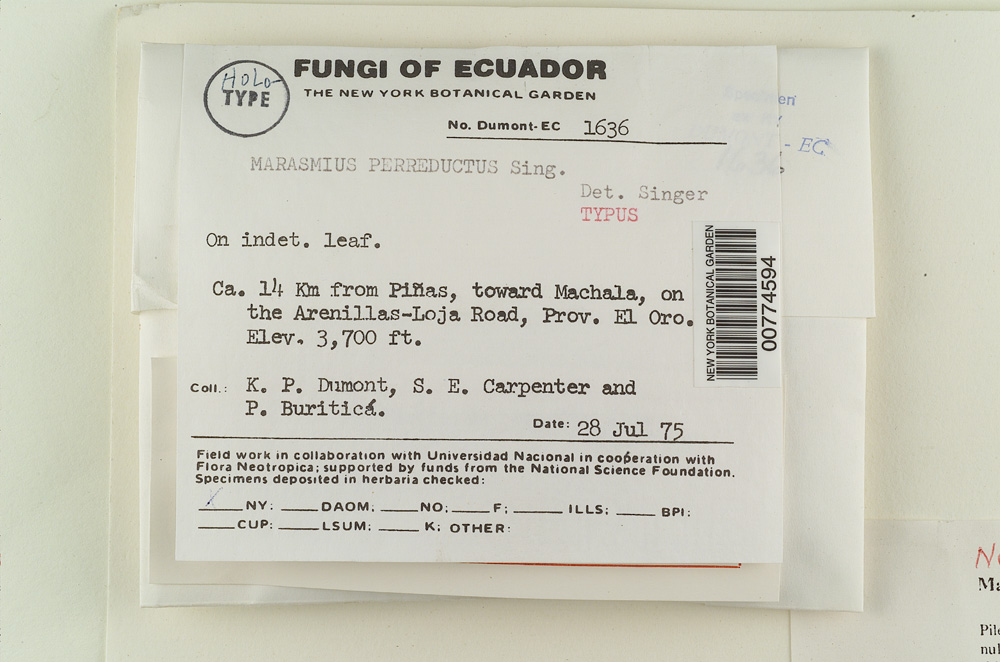 HOLO-
TYPE
FUNGI OF ECUADOR
THE NEW YORK BOTANICAL GARDEN
No. Dumont-EC 1636
MARASMIUS PERREDUCTUS Sing.
Det. Singer
TYPUS
On indet. leaf.
Ca. 14 Km from Piñas, toward Machala, on
the Arenillas-Loja Road, Prov. El Oro.
Elev. 3,700 ft.
Coll.: K. P. Dumont, S. E. Carpenter and
P. Buriticá.
Date: 28 Jul 75
Field work in collaboration with Universidad Nacional in cooperation with
Flora Neotropica; supported by funds from the National Science Foundation.
Specimens deposited in herbaria checked:
X NY: DAOM; NO; F; ILLS; BPI:
CUP: LSUM; K; OTHER:
NEW YORK BOTANICAL GARDEN
00774594
- EC